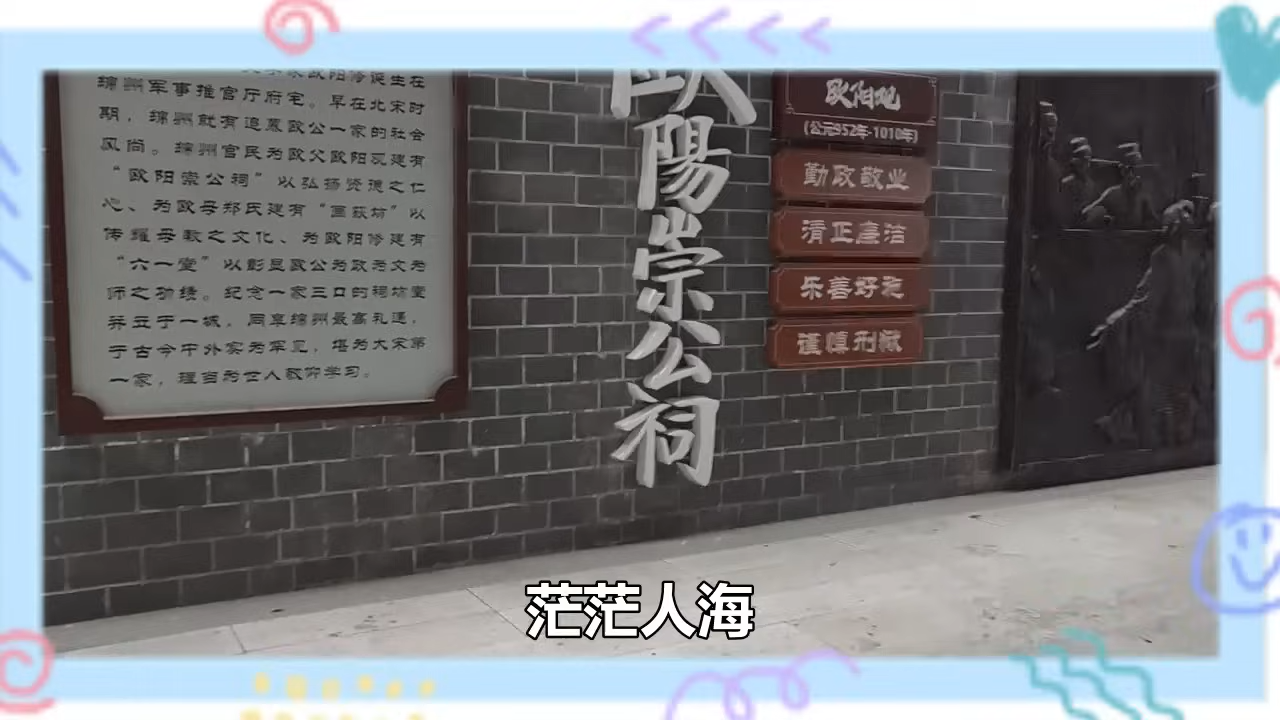 欧阳修诞生在
绵州军事推官厅府宅。早在北宋时
期，绵州就有追慕欧公一家的社会
风尚。绵州官民为欧父欧阳观建有
“欧阳崇公祠”以弘扬贤德之仁
心、为欧母郑氏建有“画荻坊”以
传耀母教之文化、为欧阳修建有
“六一堂”以彰显欧公为政为文为
师之功绩。纪念一家三口的祠坊堂
并立于一城，同享绵州最高礼遇，
于古今中外实为罕见，堪为大宋第
一家，理当为世人敬仰学习。
欧陽崇公祠
欧阳观
(公元952年-1010年)
勤政敬业
清正廉洁
乐善好施
谨慎刑狱
茫茫人海